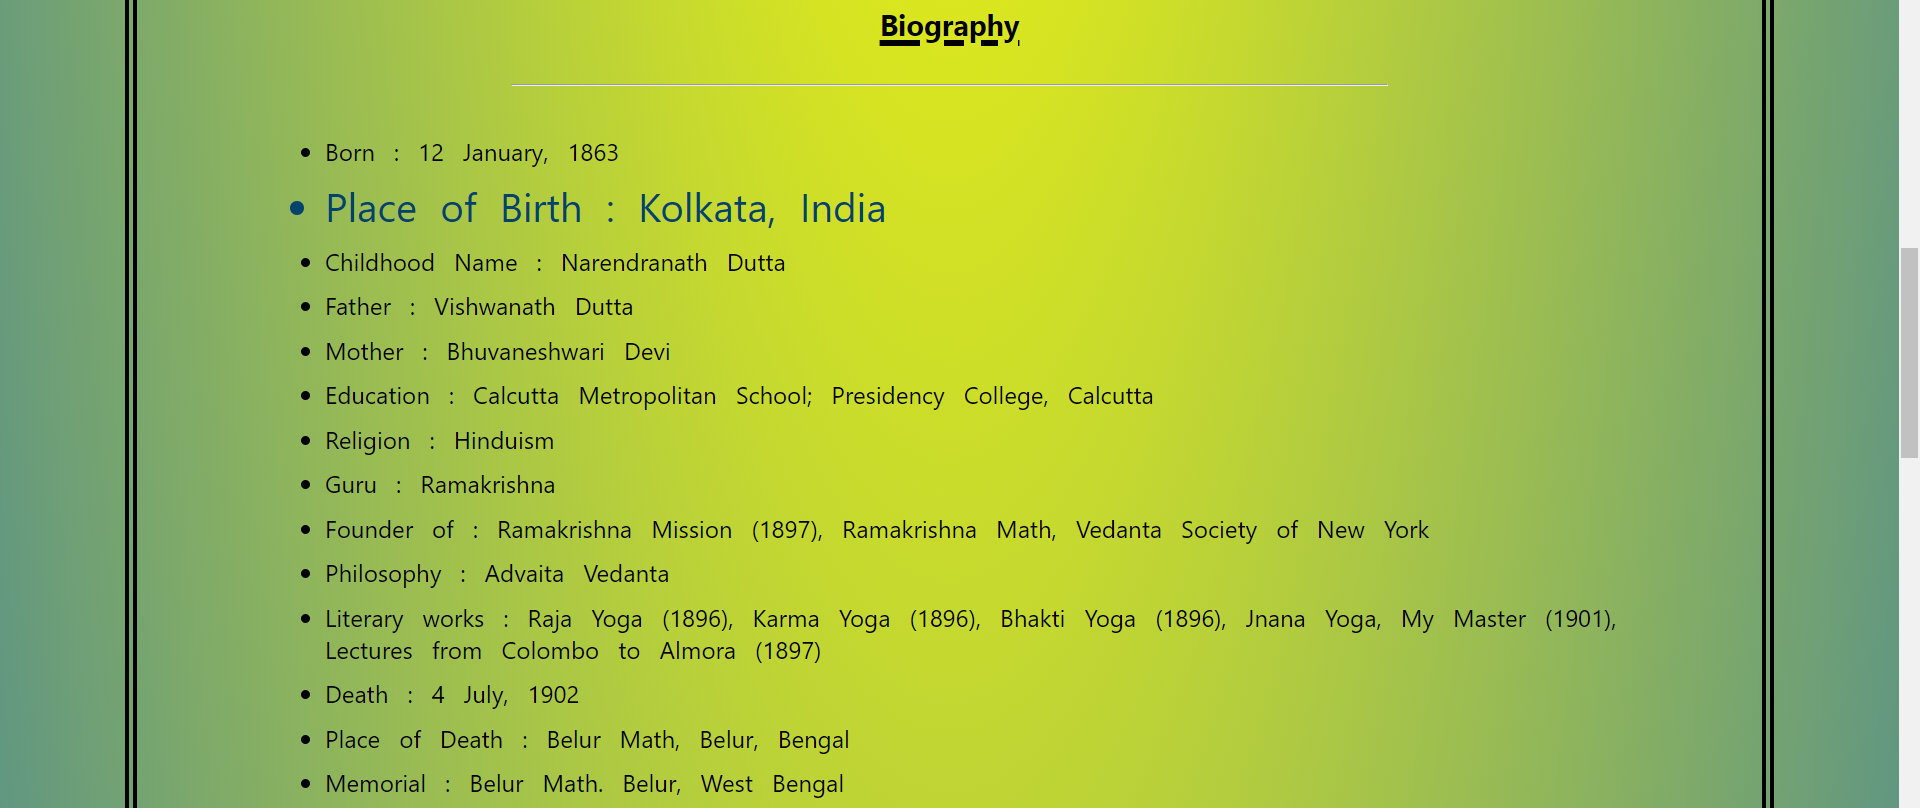 Biography
• Born : 12 January, 1863
• Place of Birth : Kolkata, India
• Childhood Name : Narendranath Dutta
• Father : Vishwanath Dutta
• Mother : Bhuvaneshwari Devi
• Education : Calcutta Metropolitan School; Presidency College, Calcutta
• Religion : Hinduism
• Guru : Ramakrishna
• Founder of : Ramakrishna Mission (1897), Ramakrishna Math, Vedanta Society of New York
• Philosophy : Advaita Vedanta
• Literary works : Raja Yoga (1896), Karma Yoga (1896), Bhakti Yoga (1896), Jnana Yoga, My Master (1901),
Lectures from Colombo to Almora (1897)
• Death : 4 July, 1902
• Place of Death : Belur Math, Belur, Bengal
• Memorial : Belur Math. Belur, West Bengal